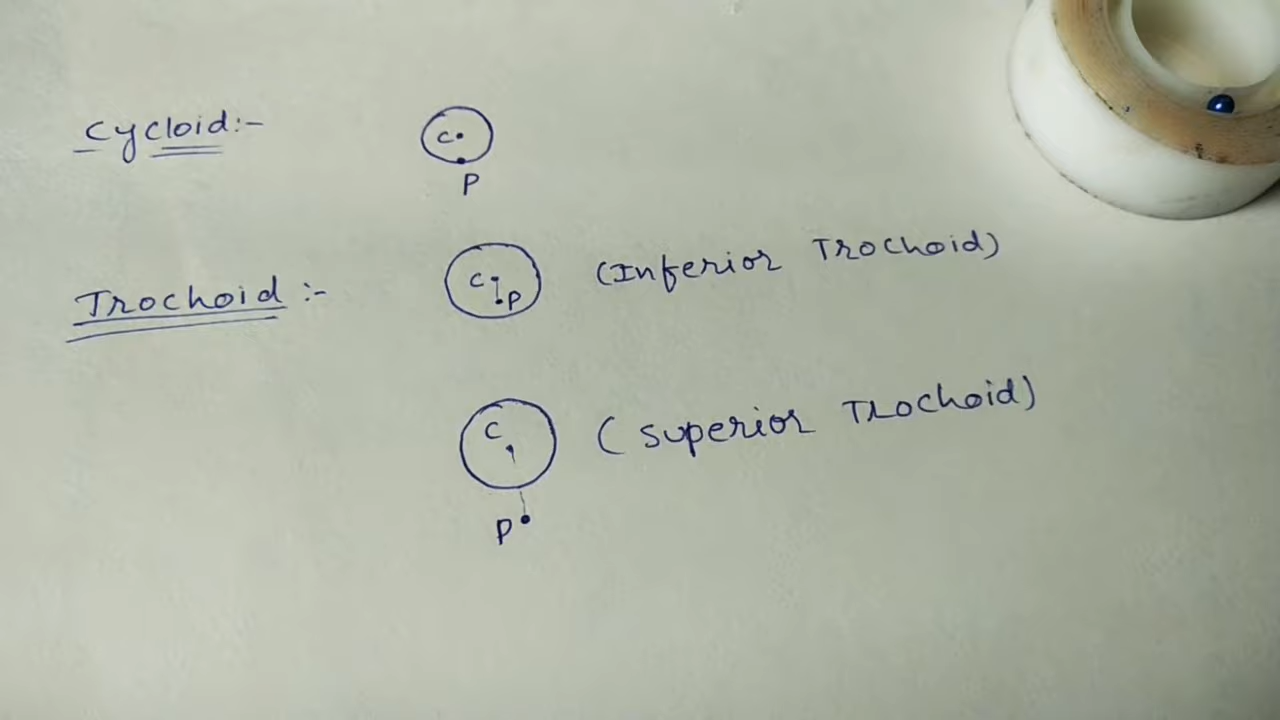 Cycloid:-
C
P
Trochoid :-
C
P
(Inferior Trochoid)
C
(Superior Trochoid)
P